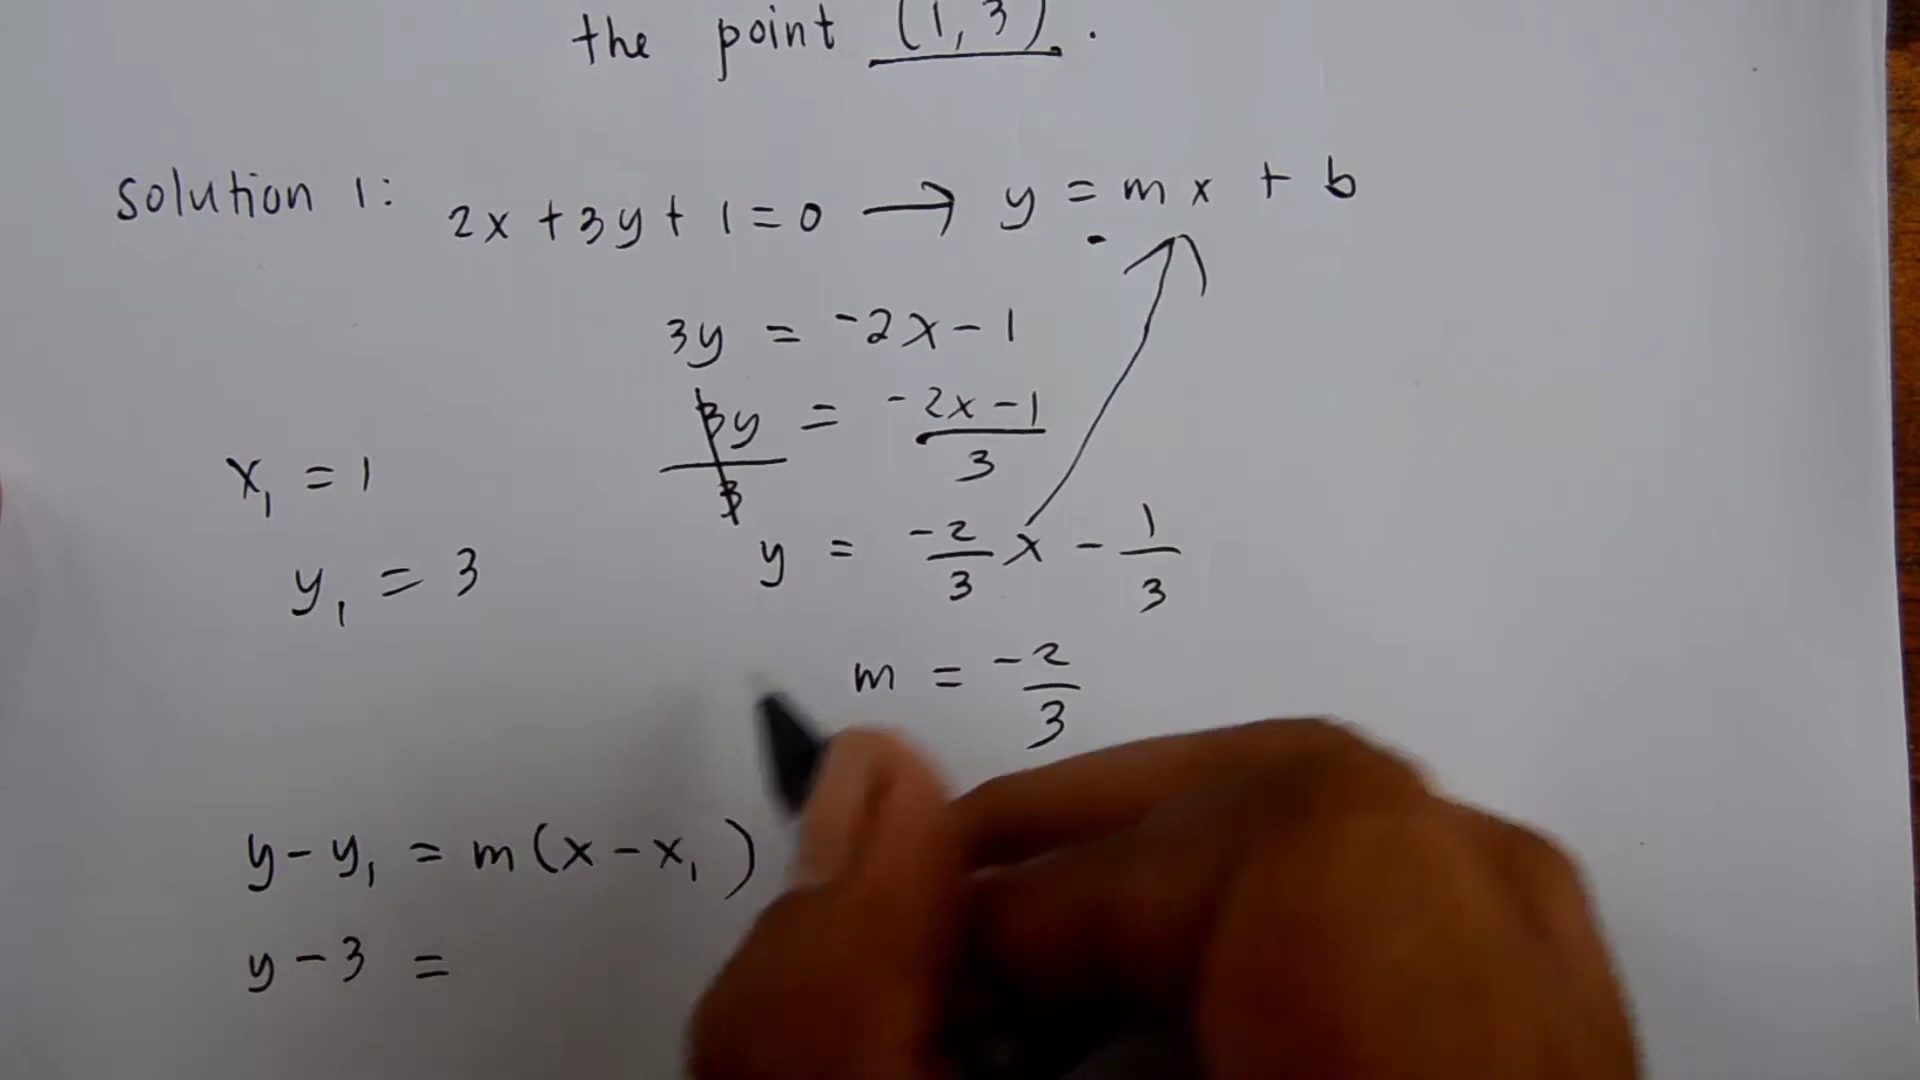 the point (1, 3).
Solution 1: 2x + 3y + 1 = 0 → y = mx + b
3y = -2x - 1
3y/3 = -2x - 1/3
x₁ = 1
y = -2/3 x - 1/3
y₁ = 3
m = -2/3
y - y₁ = m(x - x₁)
y - 3 =